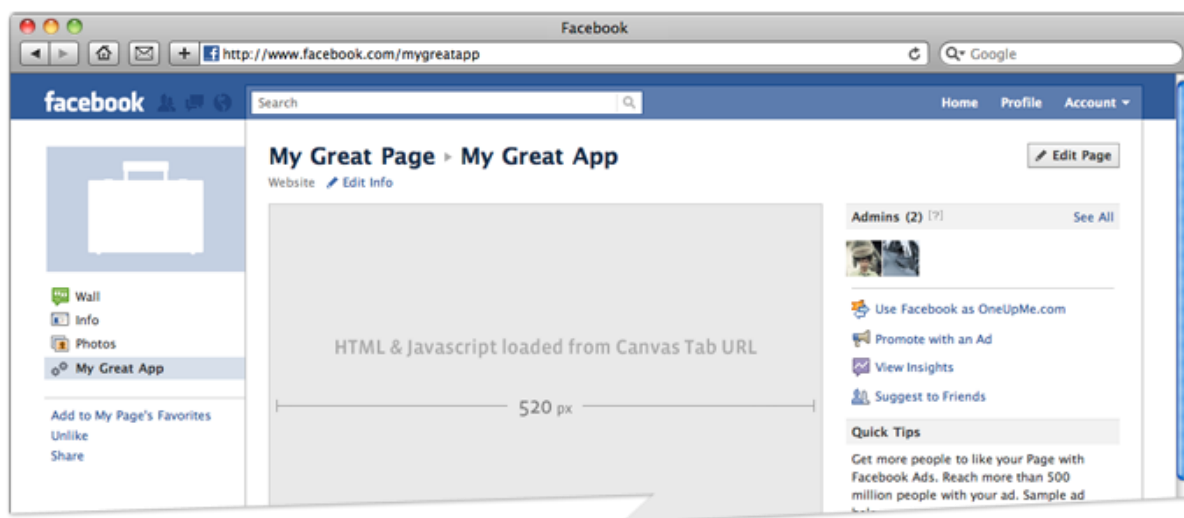 Facebook
http://www.facebook.com/mygreatapp
Google
facebook
Search
Home Profile Account
My Great Page ▸ My Great App
Edit Page
Website Edit Info
Wall
Info
Photos
My Great App
Add to My Page's Favorites
Unlike
Share
HTML & Javascript loaded from Canvas Tab URL
520 px
Admins (2) [?] See All
Use Facebook as OneUpMe.com
Promote with an Ad
View Insights
Suggest to Friends
Quick Tips
Get more people to like your Page with
Facebook Ads. Reach more than 500
million people with your ad. Sample ad